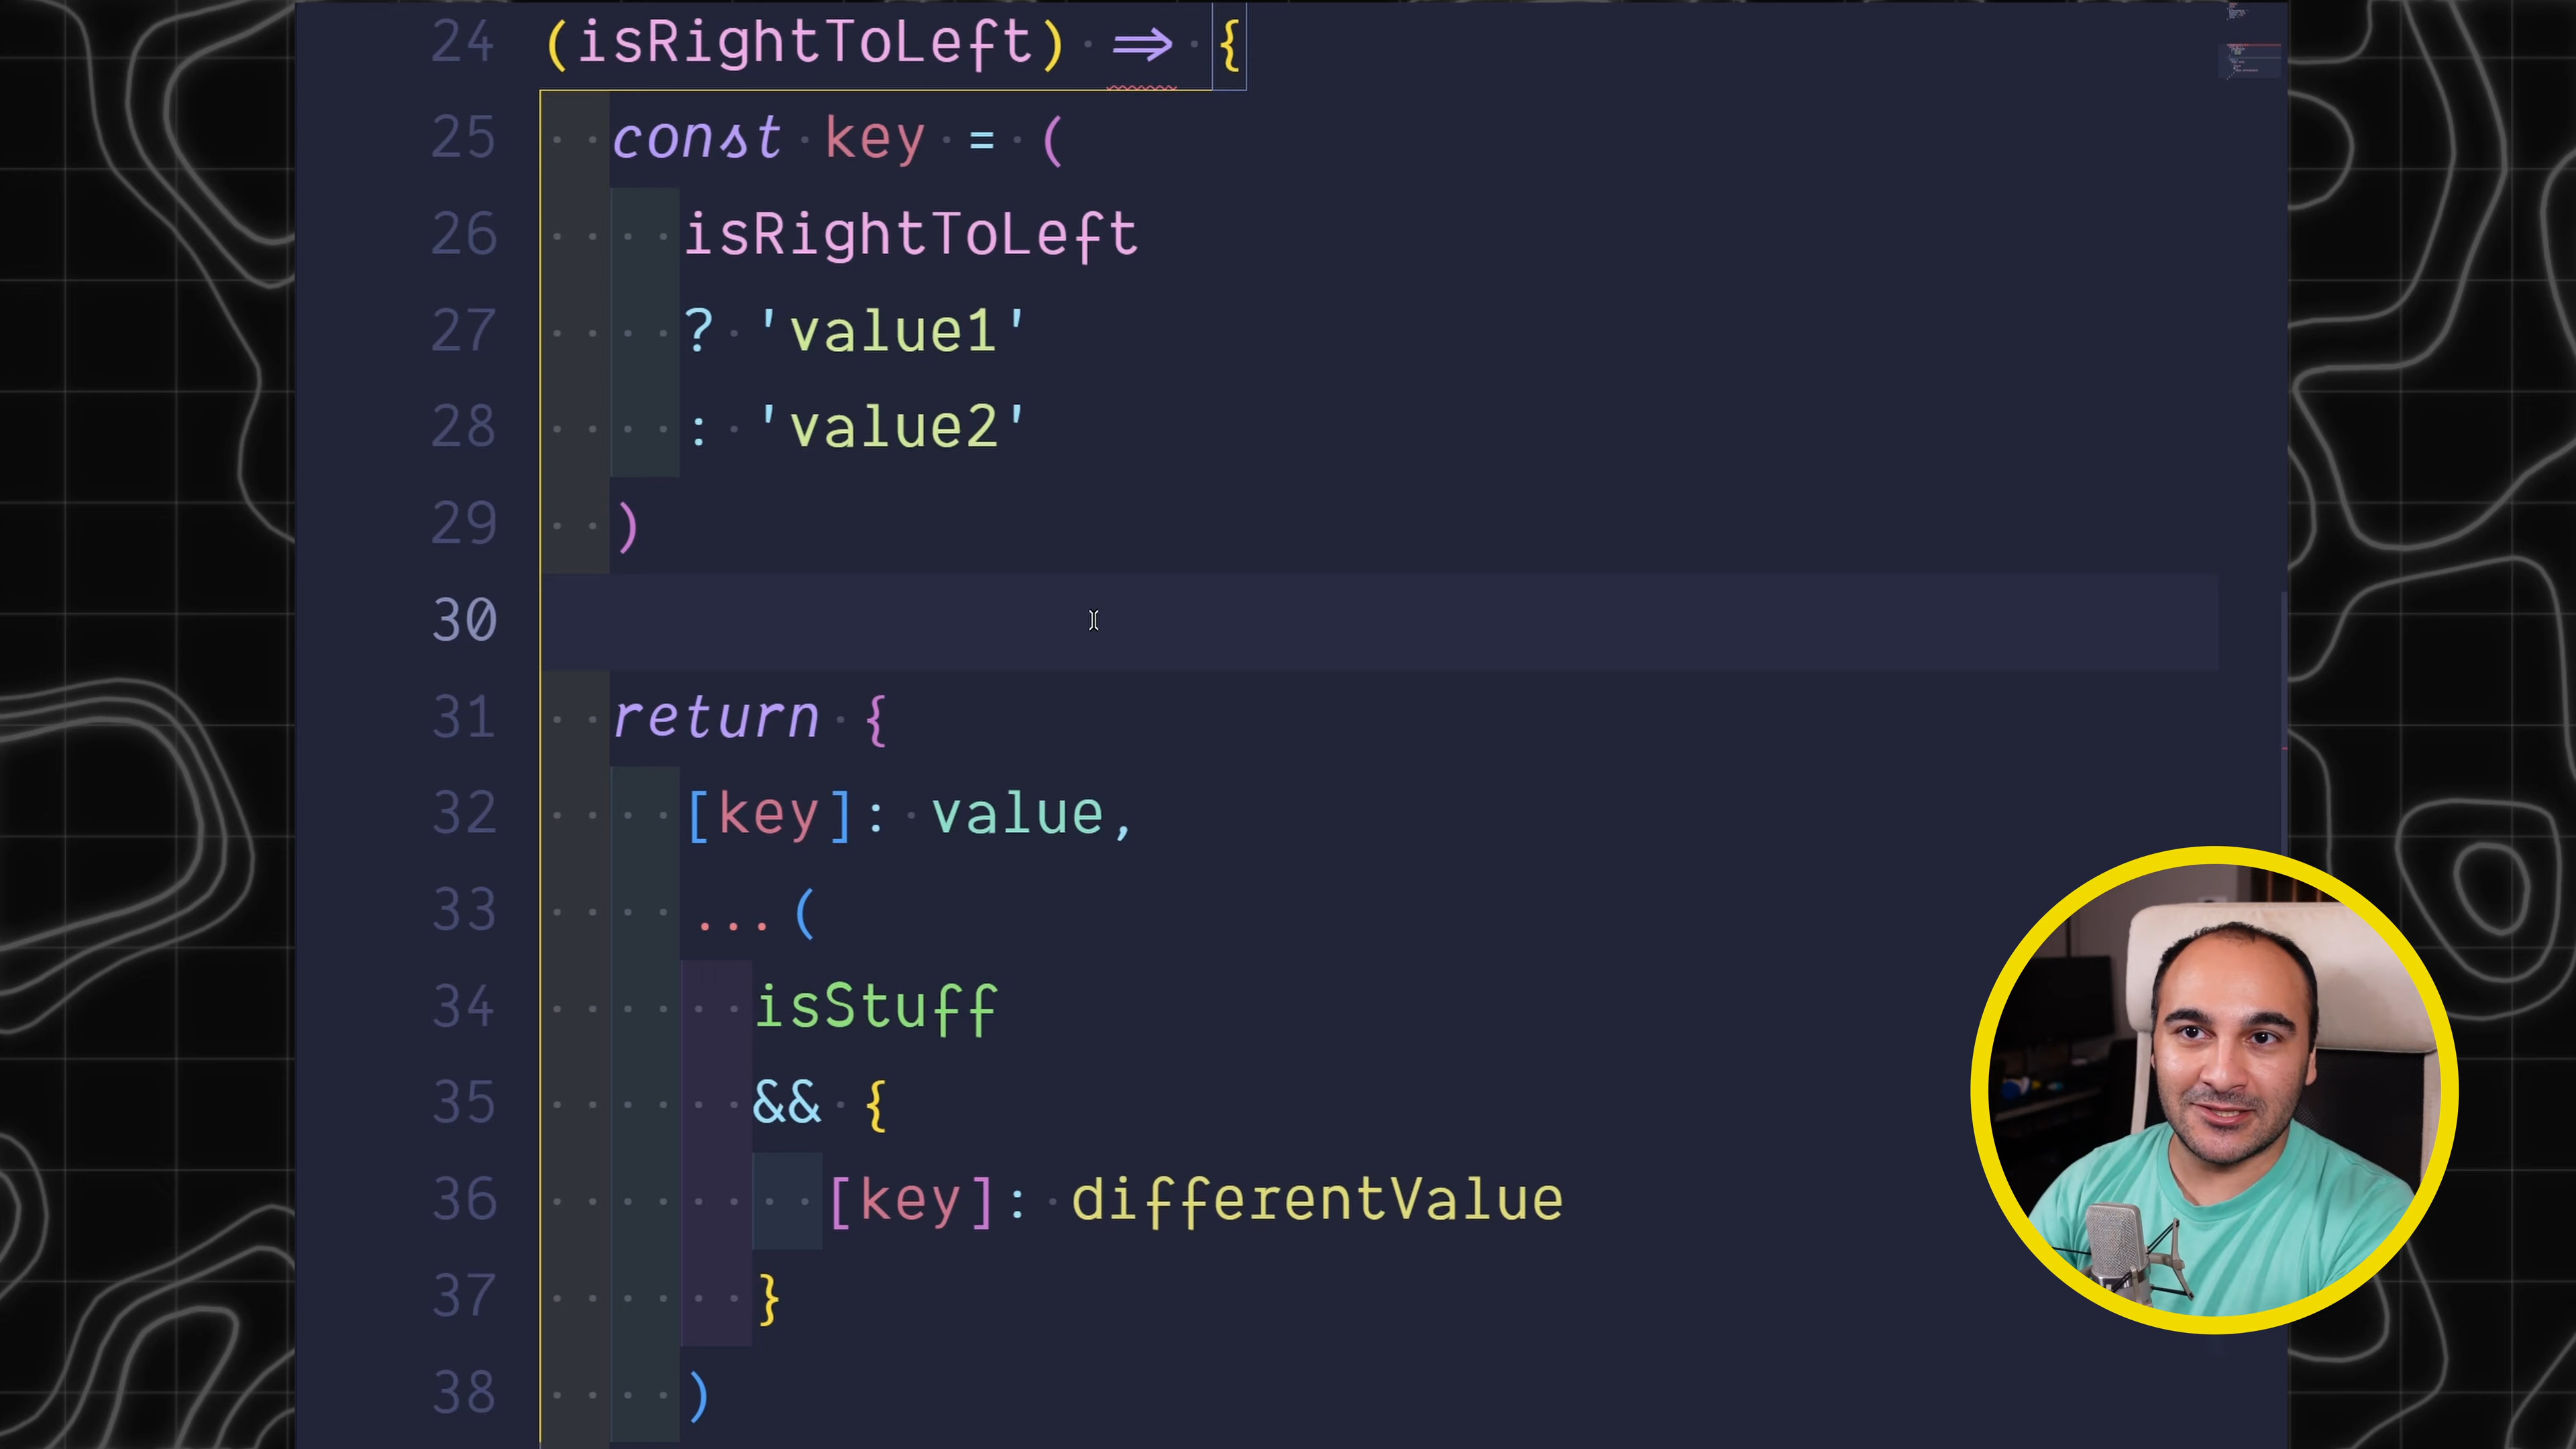 24 (isRightToLeft) => {
25 const key = (
26 isRightToLeft
27 ? 'value1'
28 : 'value2'
29 )
30
31 return {
32 [key]: value,
33 ...(
34 isStuff
35 && {
36 [key]: differentValue
37 }
38 )